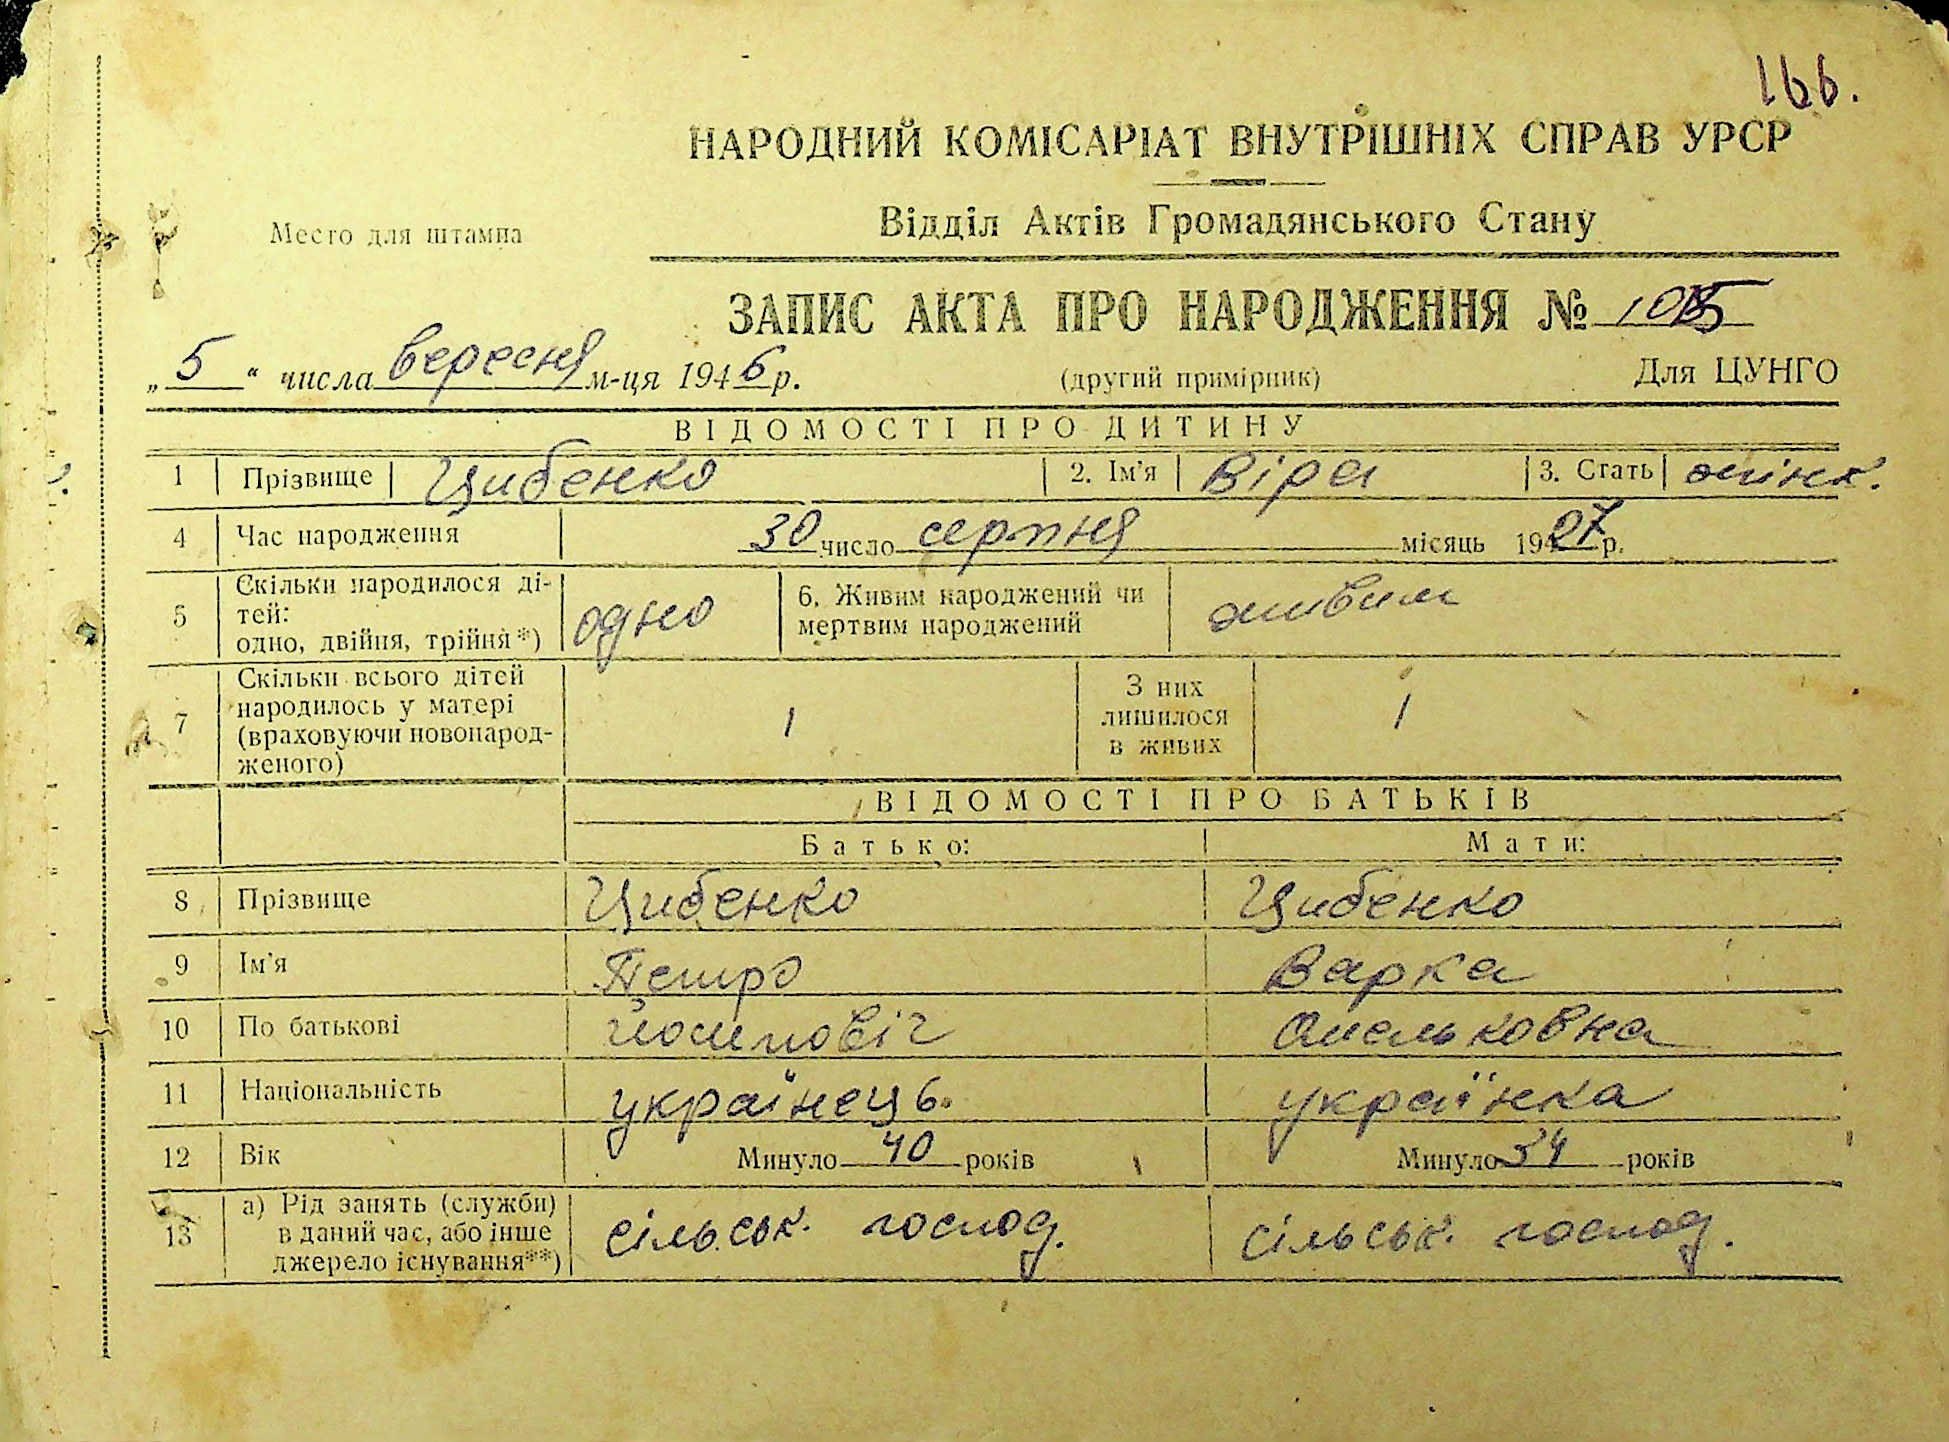 166.
НАРОДНИЙ КОМІСАРІАТ ВНУТРІШНІХ СПРАВ УРСР
Место для штампа
Відділ Актів Громадянського Стану
ЗАПИС АКТА ПРО НАРОДЖЕННЯ №
„5“ числа вересня м-ця 1946 р. (другий примірник) Для ЦУНГО
ВІДОМОСТІ ПРО ДИТИНУ
1 Прізвище Цибенко 2. Ім'я Віра 3. Стать жінк.
4 Час народження 30 число серпня місяць 1927 р.
5 Скільки народилося ді-
тей:
одно, двійня, трійня*) одно 6. Живим народжений чи
мертвим народжений живим
7 Скільки всього дітей
народилось у матері
(враховуючи новонарод-
женого) 1 З них
лишилося
в живих 1
ВІДОМОСТІ ПРО БАТЬКІВ
Батько: Мати:
8 Прізвище Цибенко Цибенко
9 Ім'я Петро Варка
10 По батькові Йосиповіч Омельковна
11 Національність українець. українка
12 Вік Минуло 40 років Минуло 34 років
13 а) Рід занять (служби)
в даний час, або інше
джерело існування**) сільськ. господ. сільськ. господ.